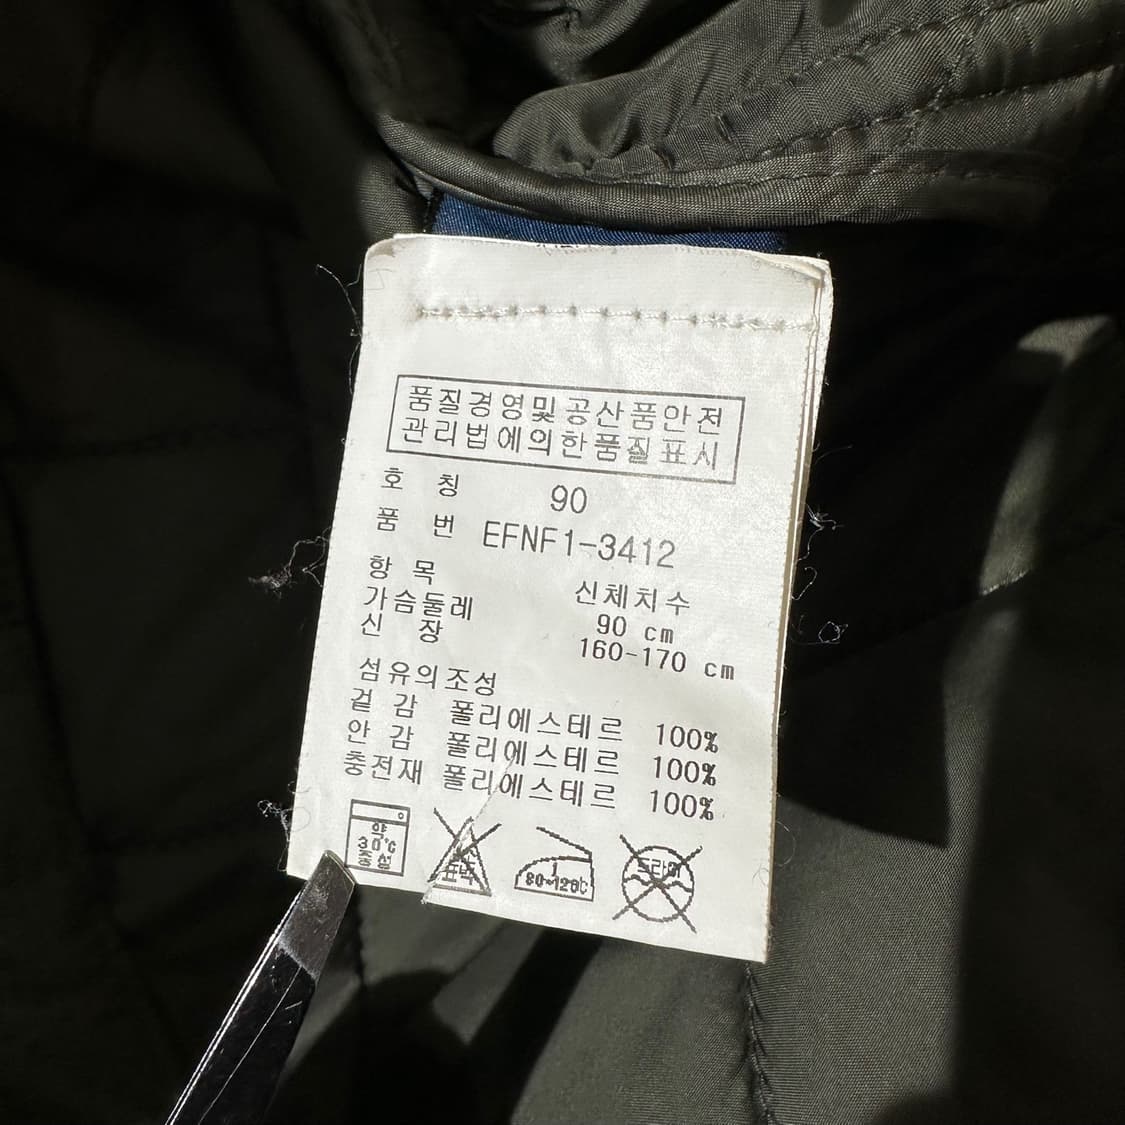 품질경영및공산품안전
관리법에의한품질표시
호 칭 90
품 번 EFNF1-3412
항 목 신체치수
가슴둘레 90 cm
신 장 160-170 cm
섬유의조성
겉 감 폴리에스테르 100%
안 감 폴리에스테르 100%
충전재 폴리에스테르 100%
약
30℃
중성
표백
80~120℃
드라이